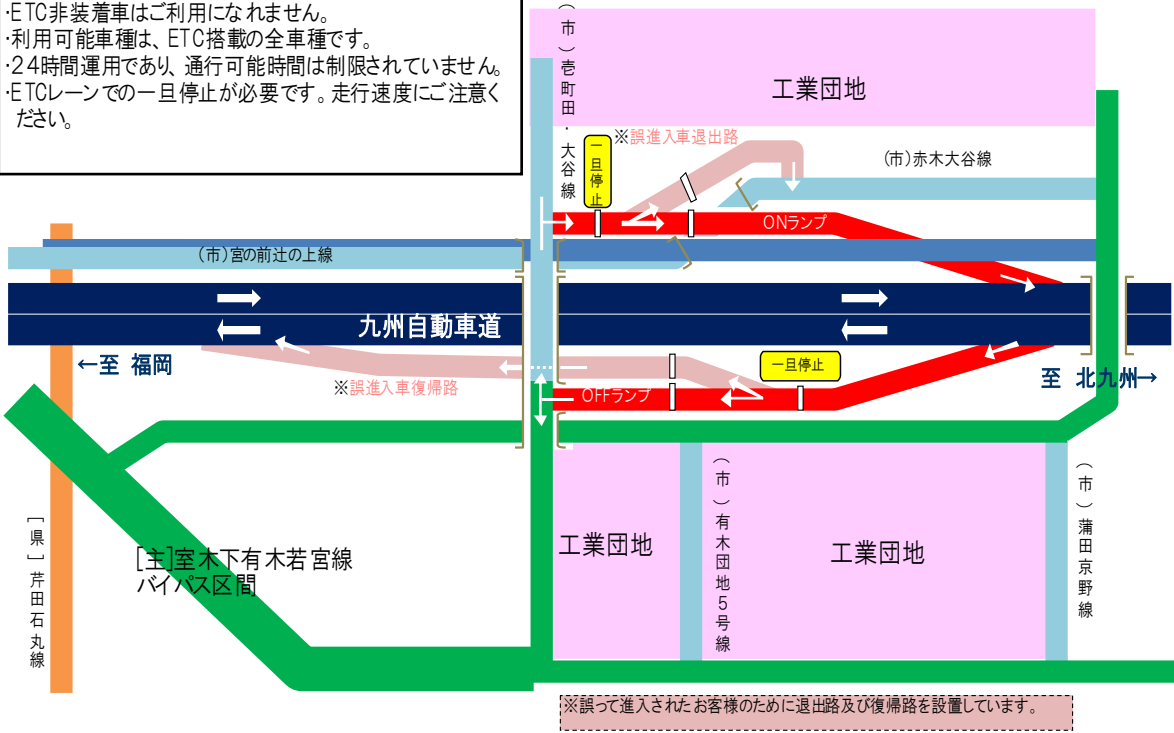 ・ETC非装着車はご利用になれません。
・利用可能車種は、ETC搭載の全車種です。
・24時間運用であり、通行可能時間は制限されていません。
・ETCレーンでの一旦停止が必要です。走行速度にご注意く
ださい。
（市）壱町田・大谷線
工業団地
※誤進入車退出路
一旦停止
（市）赤木大谷線
ONランプ
（市）宮の前辻の上線
九州自動車道
←至 福岡
一旦停止
至 北九州→
※誤進入車復帰路
OFFランプ
［県］芹田石丸線
［主］室木下有木若宮線
バイパス区間
工業団地
（市）有木団地5号線
工業団地
（市）蒲田京野線
※誤って進入されたお客様のために退出路及び復帰路を設置しています。